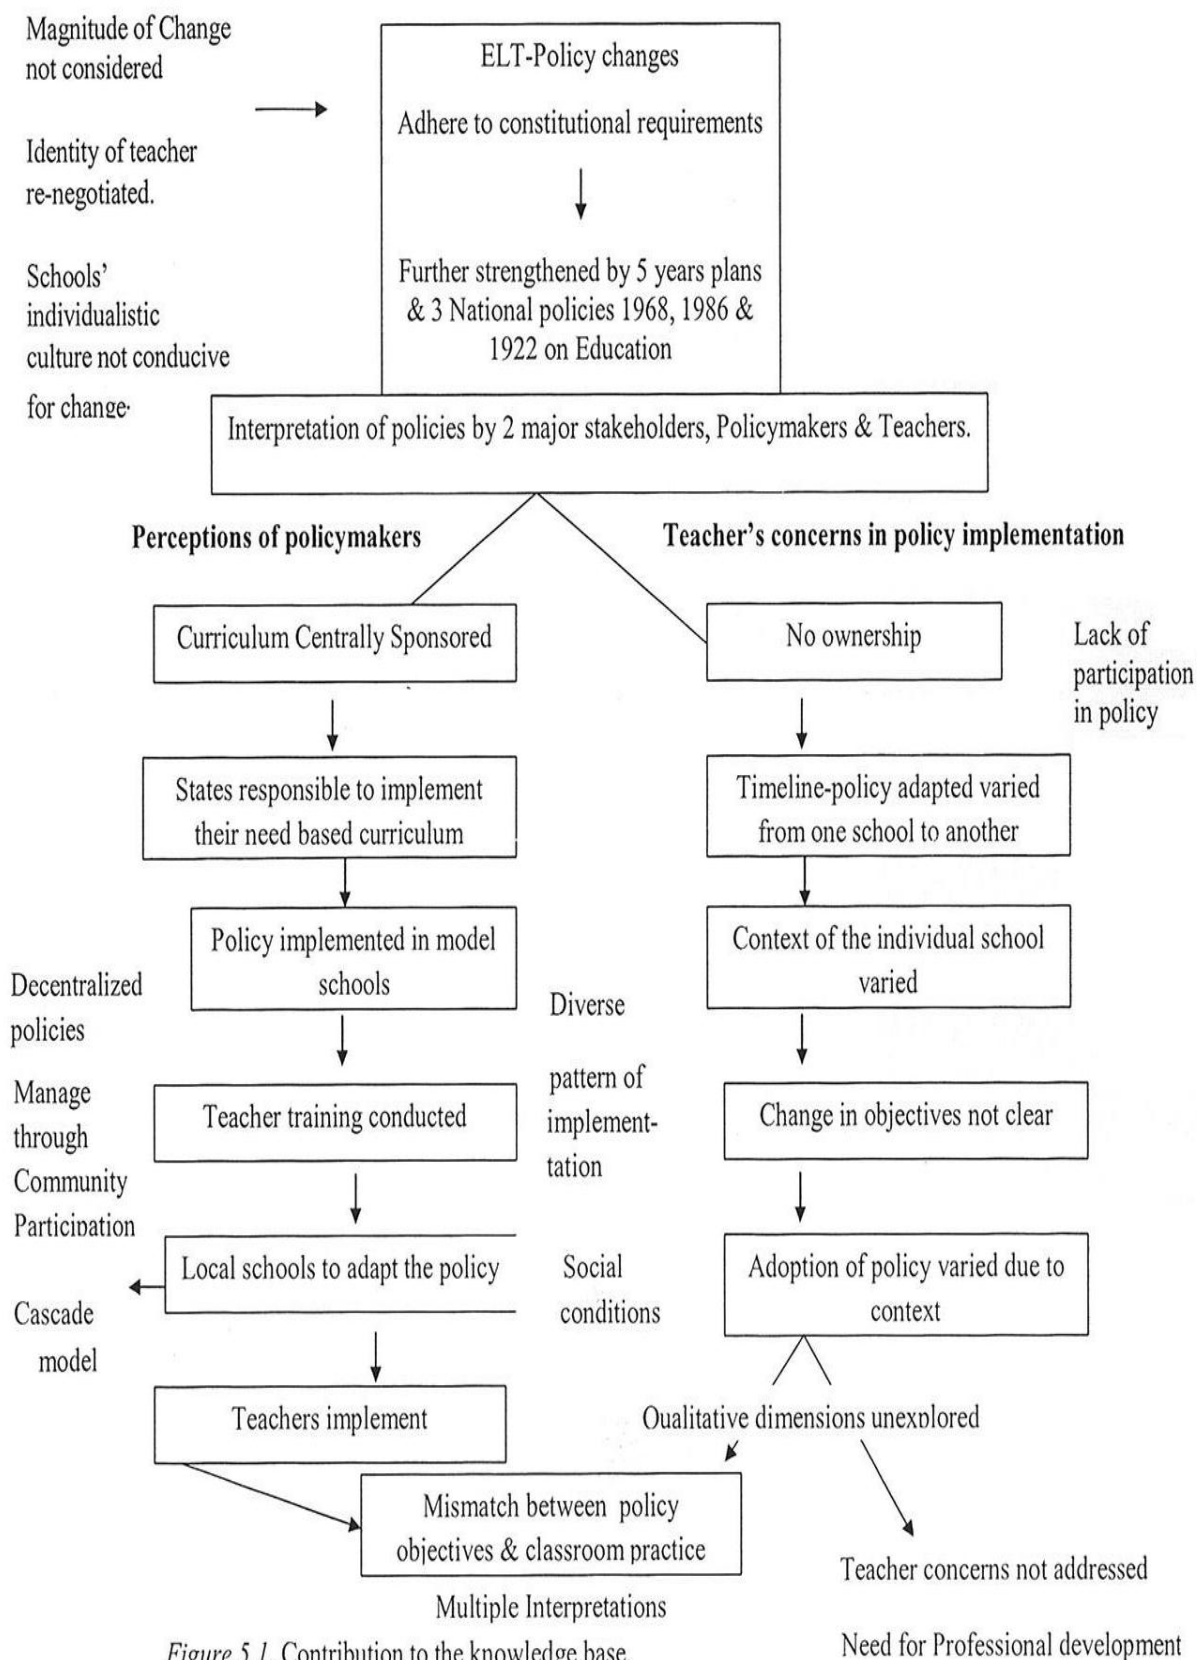 Magnitude of Change
not considered
Identity of teacher
re-negotiated.
Schools'
individualistic
culture not conducive
for change.
ELT-Policy changes
Adhere to constitutional requirements
Further strengthened by 5 years plans
& 3 National policies 1968, 1986 &
1922 on Education
Interpretation of policies by 2 major stakeholders, Policymakers & Teachers.
Perceptions of policymakers
Teacher's concerns in policy implementation
Curriculum Centrally Sponsored
States responsible to implement
their need based curriculum
Policy implemented in model
schools
Teacher training conducted
Local schools to adapt the policy
Teachers implement
Decentralized
policies
Manage
through
Community
Participation
Cascade
model
Diverse
pattern of
implement-
tation
Social
conditions
No ownership
Lack of
participation
in policy
Timeline-policy adapted varied
from one school to another
Context of the individual school
varied
Change in objectives not clear
Adoption of policy varied due to
context
Qualitative dimensions unexplored
Mismatch between policy
objectives & classroom practice
Multiple Interpretations
Teacher concerns not addressed
Need for Professional development
Figure 5.1. Contribution to the knowledge base